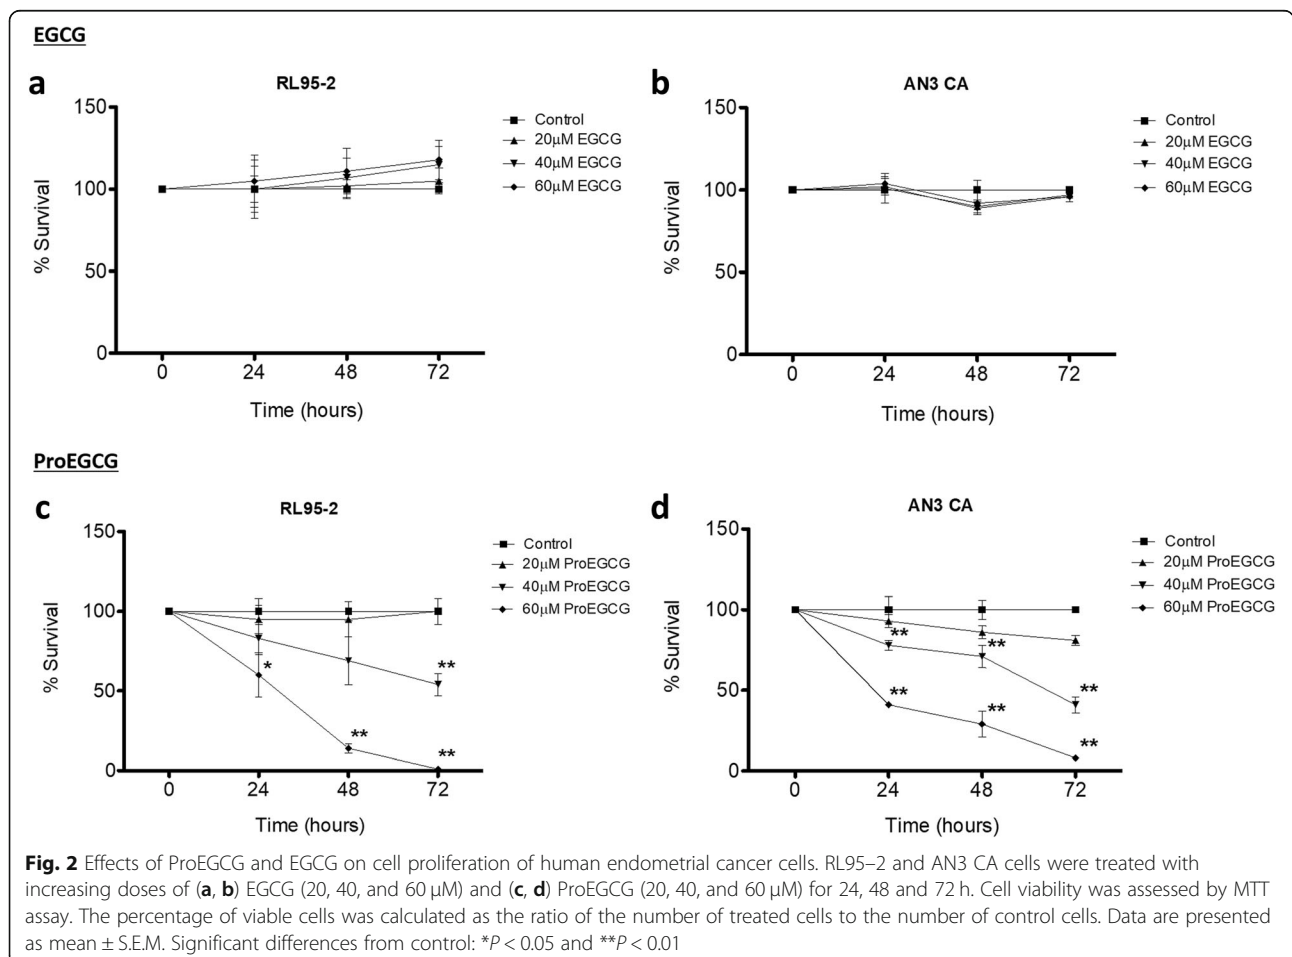 EGCG
a
RL95-2
150
100
50
0
% Survival
0 24 48 72
Time (hours)
Control
20μM EGCG
40μM EGCG
60μM EGCG
b
AN3 CA
150
100
50
0
% Survival
0 24 48 72
Time (hours)
Control
20μM EGCG
40μM EGCG
60μM EGCG
ProEGCG
c
RL95-2
150
100
50
0
% Survival
*
**
**
**
0 24 48 72
Time (hours)
Control
20μM ProEGCG
40μM ProEGCG
60μM ProEGCG
d
AN3 CA
150
100
50
0
% Survival
**
**
**
**
**
**
0 24 48 72
Time (hours)
Control
20μM ProEGCG
40μM ProEGCG
60μM ProEGCG
Fig. 2 Effects of ProEGCG and EGCG on cell proliferation of human endometrial cancer cells. RL95–2 and AN3 CA cells were treated with
increasing doses of (a, b) EGCG (20, 40, and 60 μM) and (c, d) ProEGCG (20, 40, and 60 μM) for 24, 48 and 72 h. Cell viability was assessed by MTT
assay. The percentage of viable cells was calculated as the ratio of the number of treated cells to the number of control cells. Data are presented
as mean ± S.E.M. Significant differences from control: *P < 0.05 and **P < 0.01